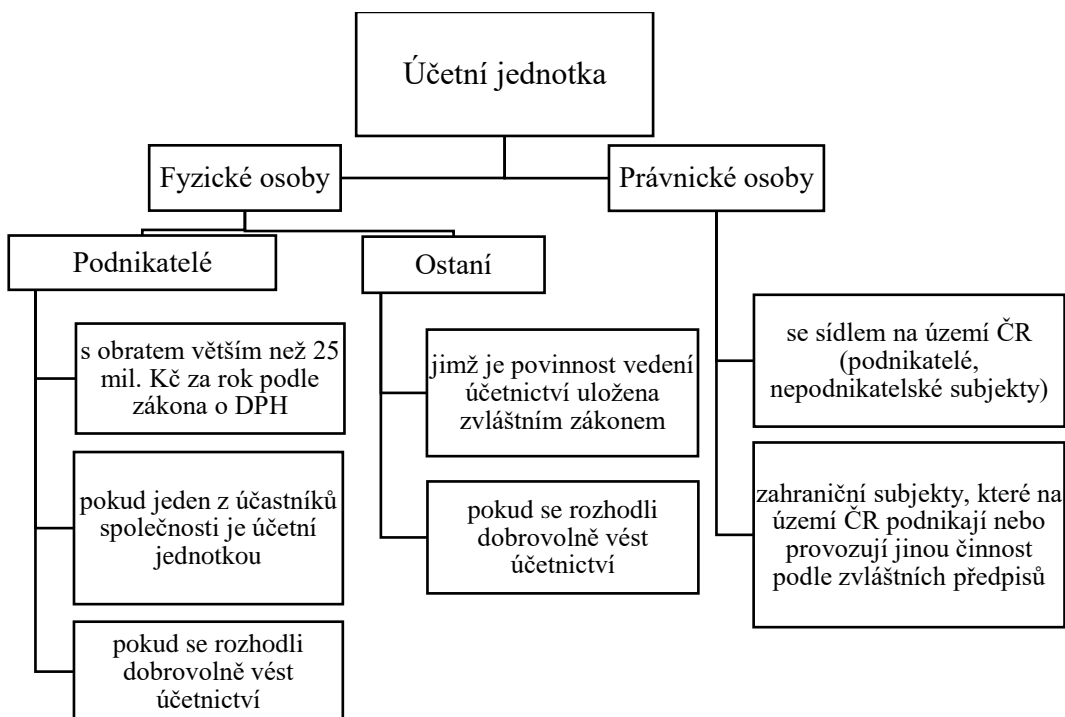 Účetní jednotka
Fyzické osoby
Právnické osoby
Podnikatelé
Ostaní
s obratem větším než 25
mil. Kč za rok podle
zákona o DPH
pokud jeden z účastníků
společnosti je účetní
jednotkou
pokud se rozhodli
dobrovolně vést
účetnictví
jimž je povinnost vedení
účetnictví uložena
zvláštním zákonem
pokud se rozhodli
dobrovolně vést
účetnictví
se sídlem na území ČR
(podnikatelé,
nepodnikatelské subjekty)
zahraniční subjekty, které na
území ČR podnikají nebo
provozují jinou činnost
podle zvláštních předpisů